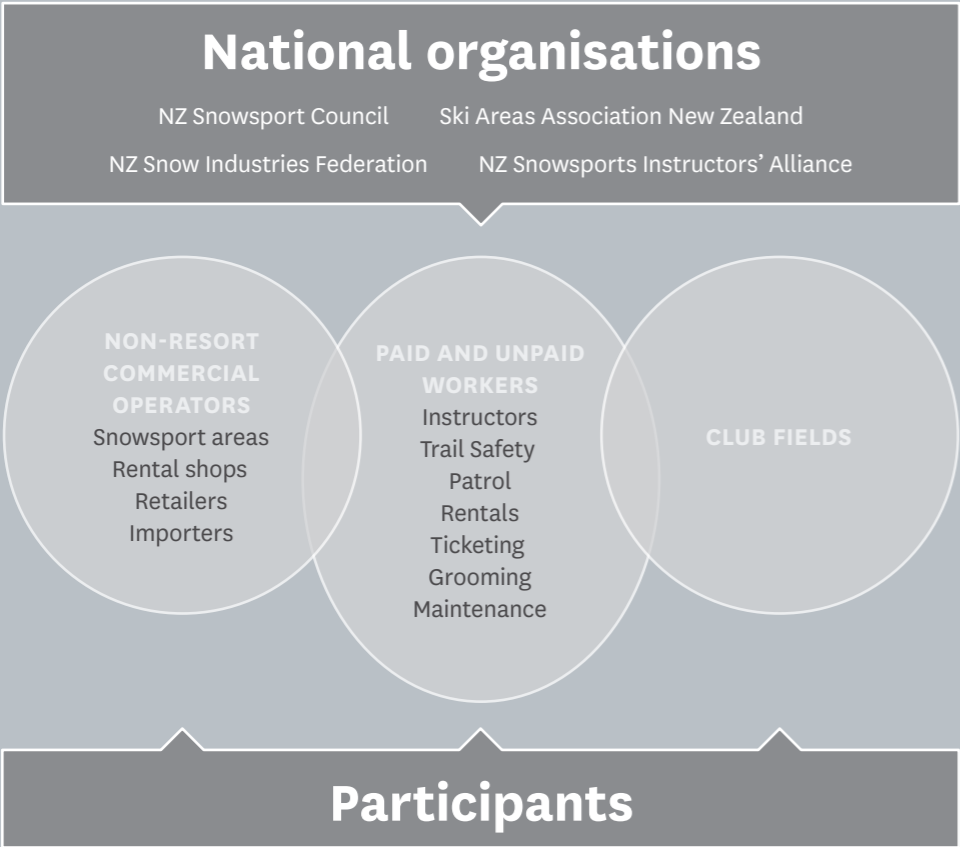 National organisations
NZ Snowsport Council Ski Areas Association New Zealand
NZ Snow Industries Federation NZ Snowsports Instructors’ Alliance
NON-RESORT
COMMERCIAL
OPERATORS
Snowsport areas
Rental shops
Retailers
Importers
PAID AND UNPAID
WORKERS
Instructors
Trail Safety
Patrol
Rentals
Ticketing
Grooming
Maintenance
CLUB FIELDS
Participants